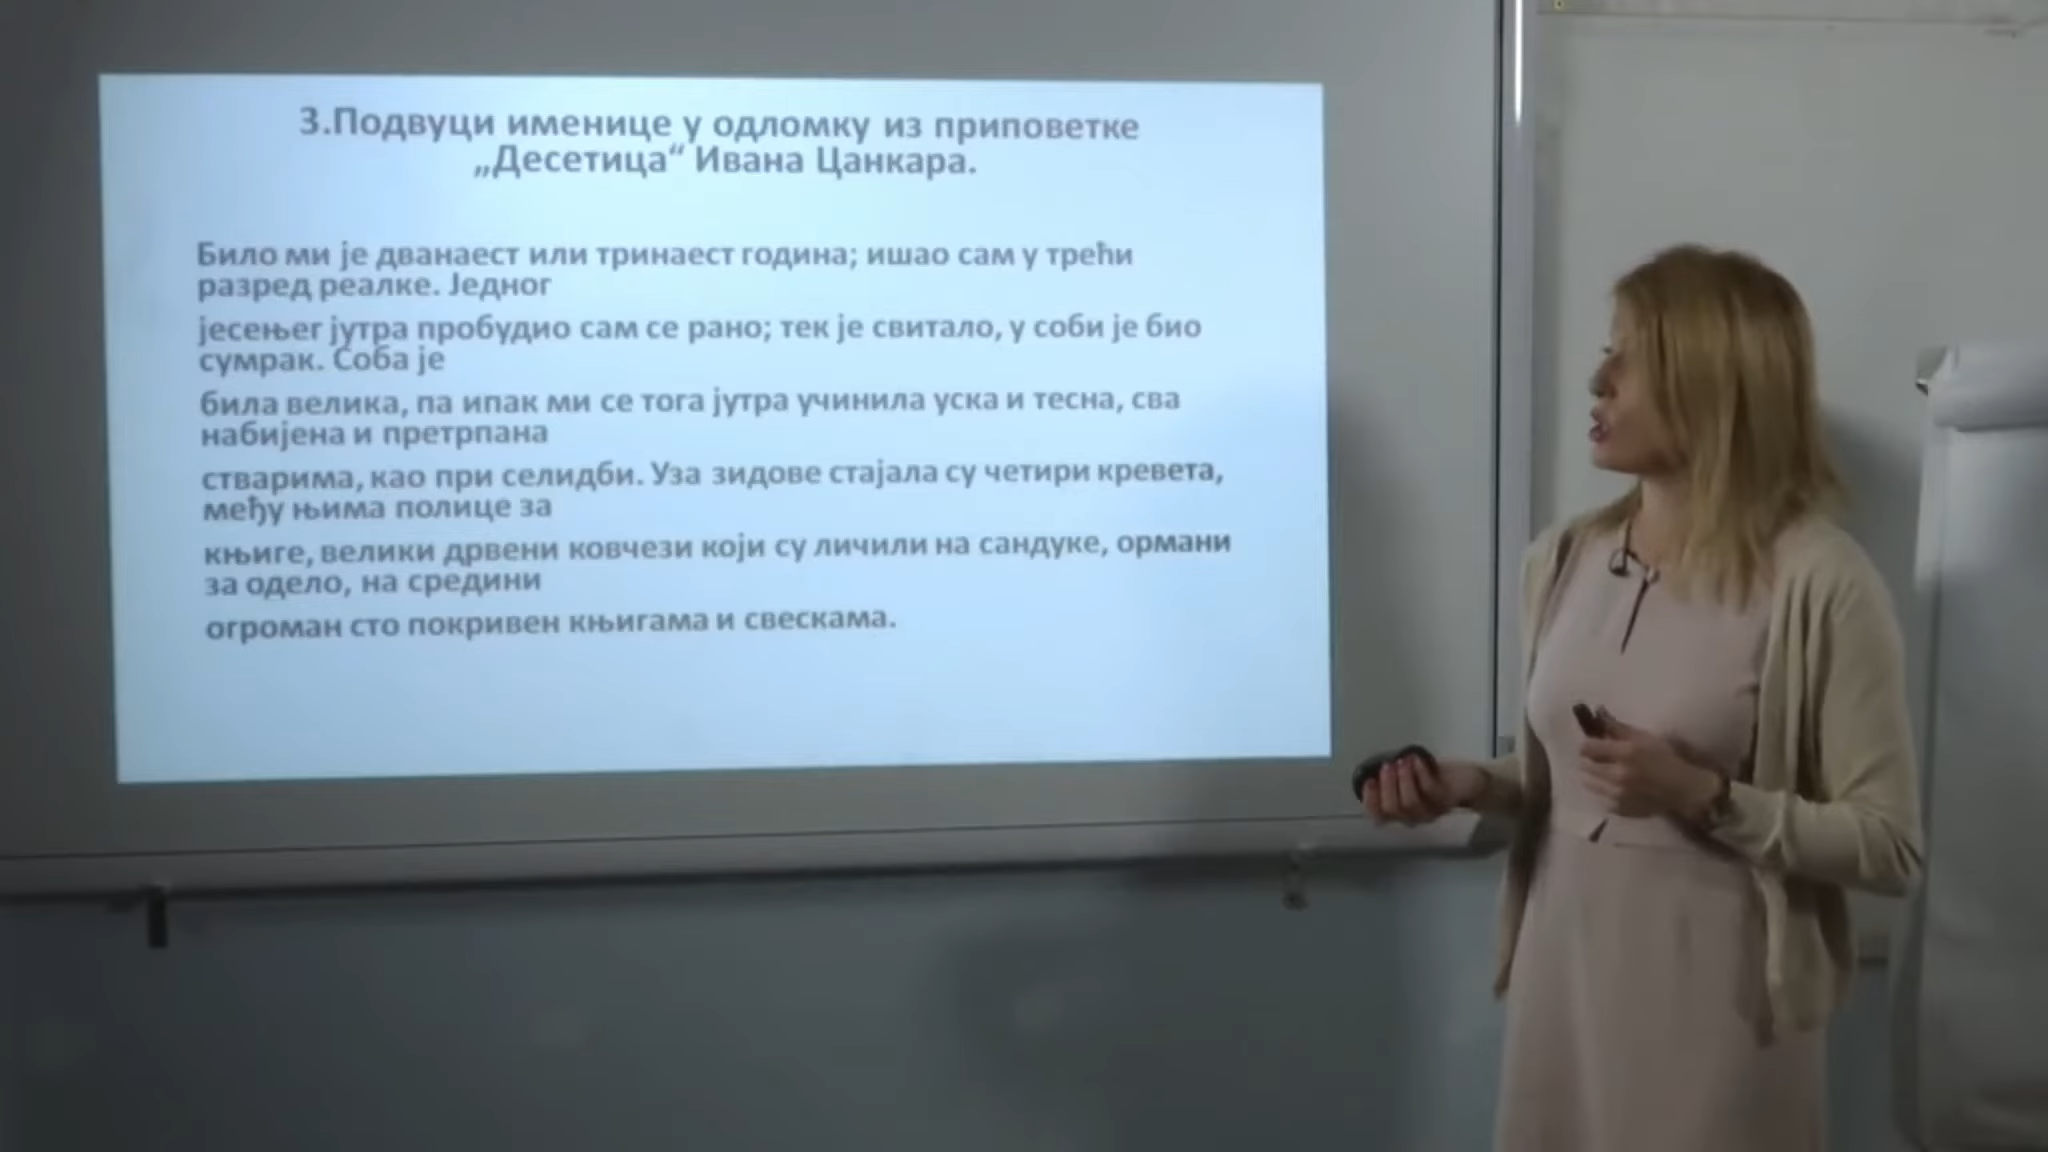 3.Подвуци именице у одломку из приповетке
„Десетица“ Ивана Цанкара.
Било ми је дванаест или тринаест година; ишао сам у трећи
разред реалке. Једног
јесењег јутра пробудио сам се рано; тек је свитало, у соби је био
сумрак. Соба је
била велика, па ипак ми се тога јутра учинила уска и тесна, сва
набијена и претрпана
стварима, као при селидби. Уза зидове стајала су четири кревета,
међу њима полице за
књиге, велики дрвени ковчези који су личили на сандуке, ормани
за одело, на средини
огроман сто покривен књигама и свескама.